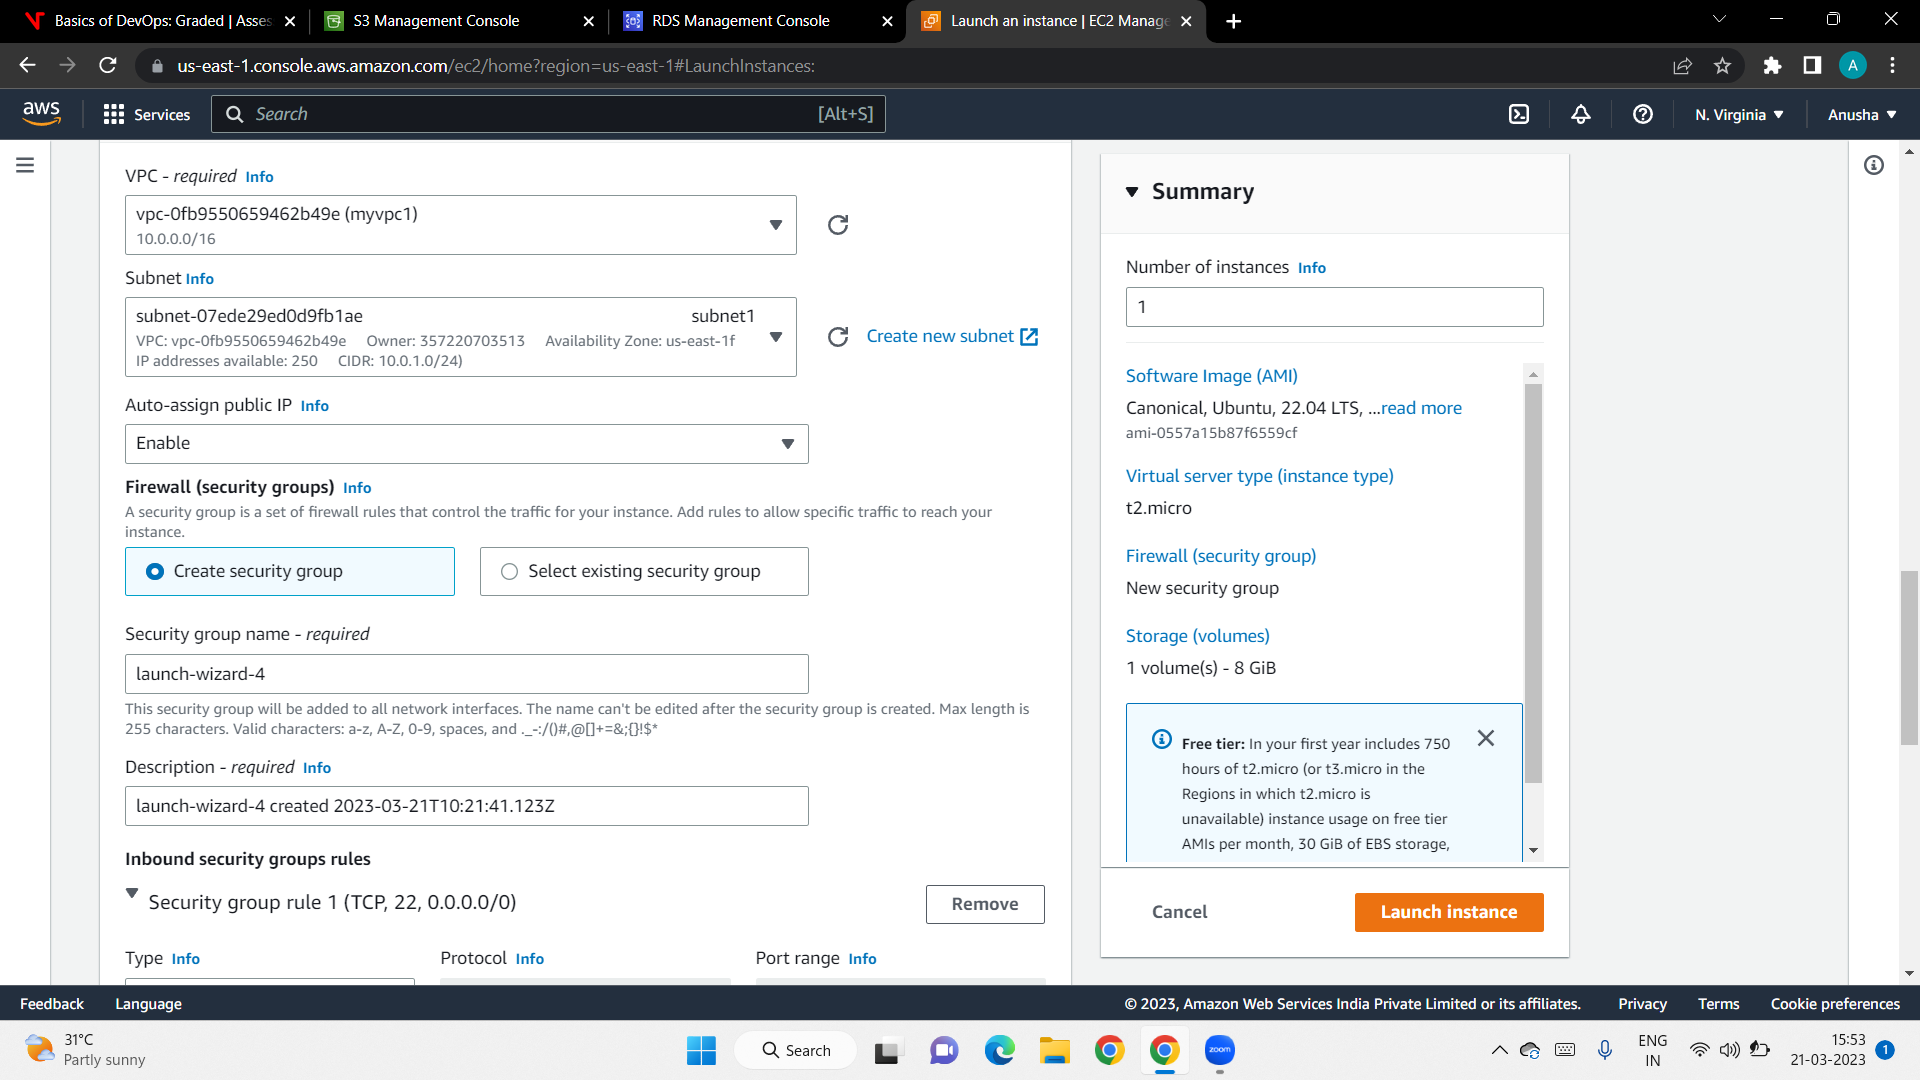 Basics of DevOps: Graded | Asses
S3 Management Console
RDS Management Console
Launch an instance | EC2 Manage
us-east-1.console.aws.amazon.com/ec2/home?region=us-east-1#LaunchInstances:
A
aws
Services
Search
[Alt+S]
N. Virginia
Anusha
VPC - required Info
vpc-0fb9550659462b49e (myvpc1)
10.0.0.0/16
Subnet Info
subnet-07ede29ed0d9fb1ae subnet1
VPC: vpc-0fb9550659462b49e Owner: 357220703513 Availability Zone: us-east-1f
IP addresses available: 250 CIDR: 10.0.1.0/24)
Create new subnet
Auto-assign public IP Info
Enable
Firewall (security groups) Info
A security group is a set of firewall rules that control the traffic for your instance. Add rules to allow specific traffic to reach your
instance.
Create security group
Select existing security group
Security group name - required
launch-wizard-4
This security group will be added to all network interfaces. The name can't be edited after the security group is created. Max length is
255 characters. Valid characters: a-z, A-Z, 0-9, spaces, and ._-:/()#,@[]+=&;{}!$*
Description - required Info
launch-wizard-4 created 2023-03-21T10:21:41.123Z
Inbound security groups rules
Security group rule 1 (TCP, 22, 0.0.0.0/0)
Remove
Type Info
Protocol Info
Port range Info
Summary
Number of instances Info
1
Software Image (AMI)
Canonical, Ubuntu, 22.04 LTS, ...read more
ami-0557a15b87f6559cf
Virtual server type (instance type)
t2.micro
Firewall (security group)
New security group
Storage (volumes)
1 volume(s) - 8 GiB
Free tier: In your first year includes 750
hours of t2.micro (or t3.micro in the
Regions in which t2.micro is
unavailable) instance usage on free tier
AMIs per month, 30 GiB of EBS storage,
Cancel
Launch instance
Feedback
Language
© 2023, Amazon Web Services India Private Limited or its affiliates.
Privacy
Terms
Cookie preferences
31°C
Partly sunny
Search
zoom
ENG
IN
15:53
21-03-2023
1